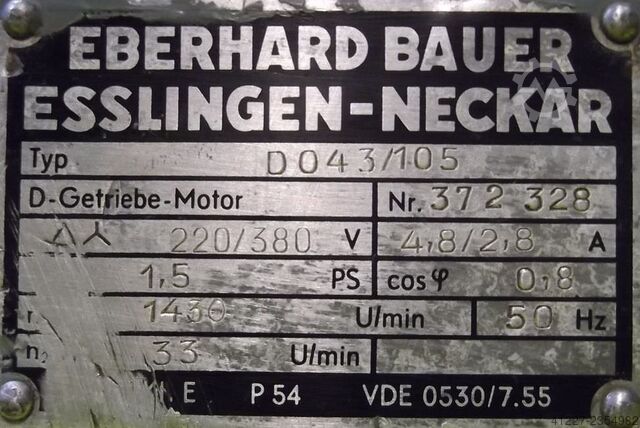 EBERHARD BAUER
ESSLINGEN-NECKAR
Typ D043/105
D-Getriebe-Motor Nr. 372 328
220/380 V 4,8/2,8 A
1,5 PS cos φ 0,8
1430 U/min 50 Hz
n₂ 33 U/min
E P 54 VDE 0530/7.55
41227-2354982